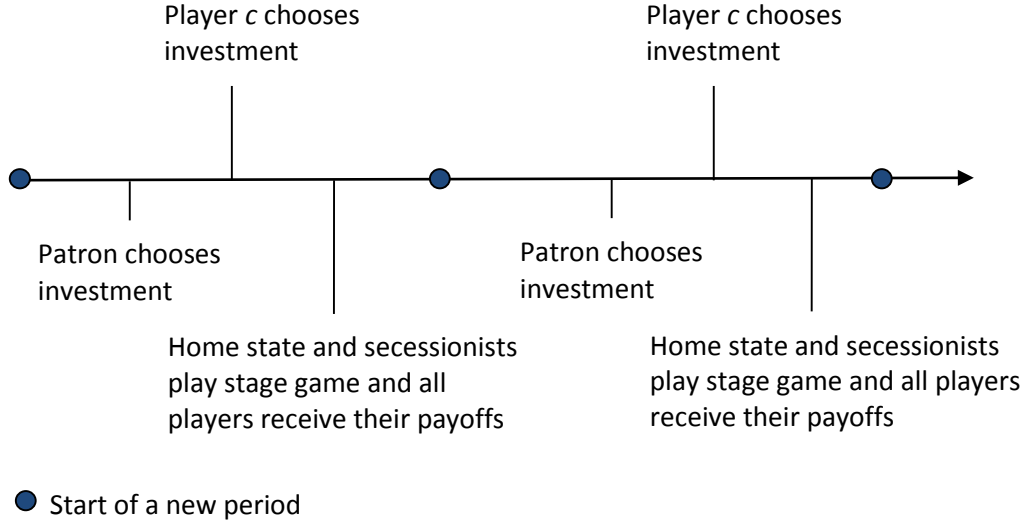 Player c chooses
investment
Player c chooses
investment
Patron chooses
investment
Patron chooses
investment
Home state and secessionists
play stage game and all
players receive their payoffs
Home state and secessionists
play stage game and all players
receive their payoffs
Start of a new period